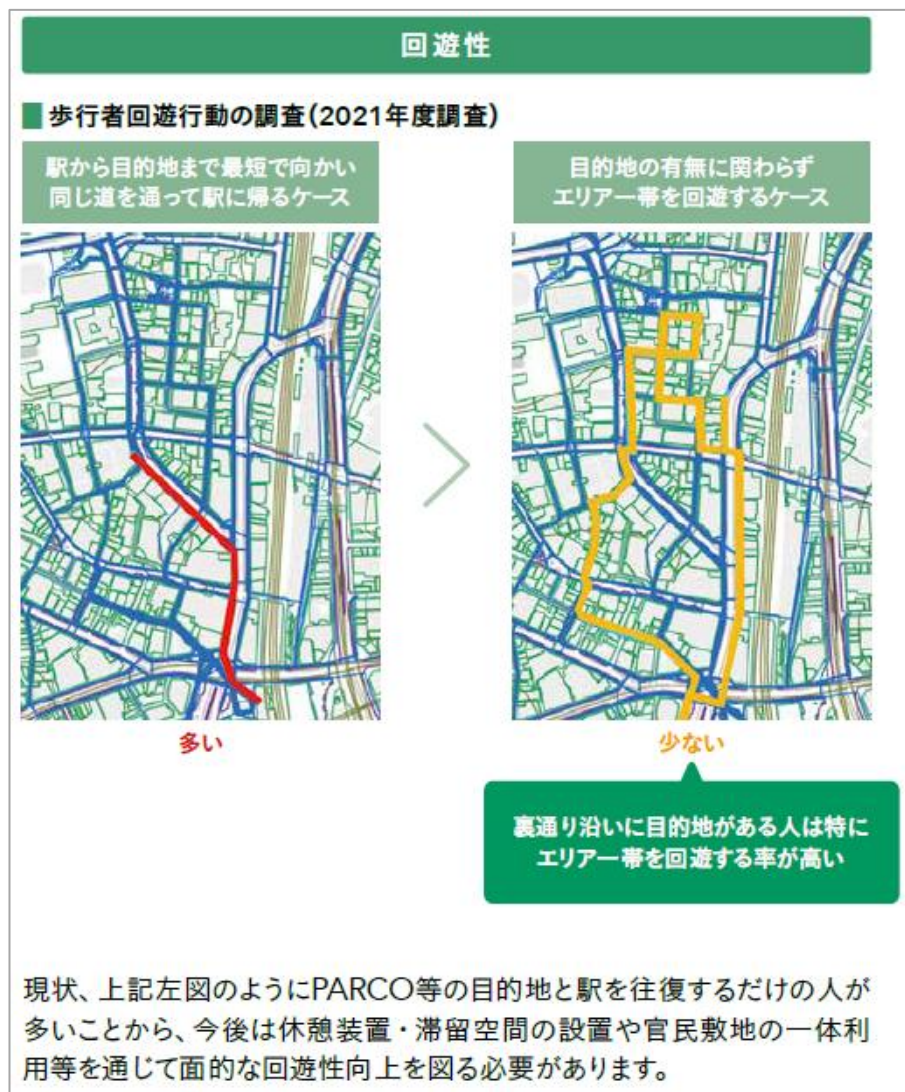 回遊性
■歩行者回遊行動の調査(2021年度調査)
駅から目的地まで最短で向かい
同じ道を通って駅に帰るケース
目的地の有無に関わらず
エリア一帯を回遊するケース
多い
少ない
裏通り沿いに目的地がある人は特に
エリア一帯を回遊する率が高い
現状、上記左図のようにPARCO等の目的地と駅を往復するだけの人が
多いことから、今後は休憩装置・滞留空間の設置や官民敷地の一体利
用等を通じて面的な回遊性向上を図る必要があります。